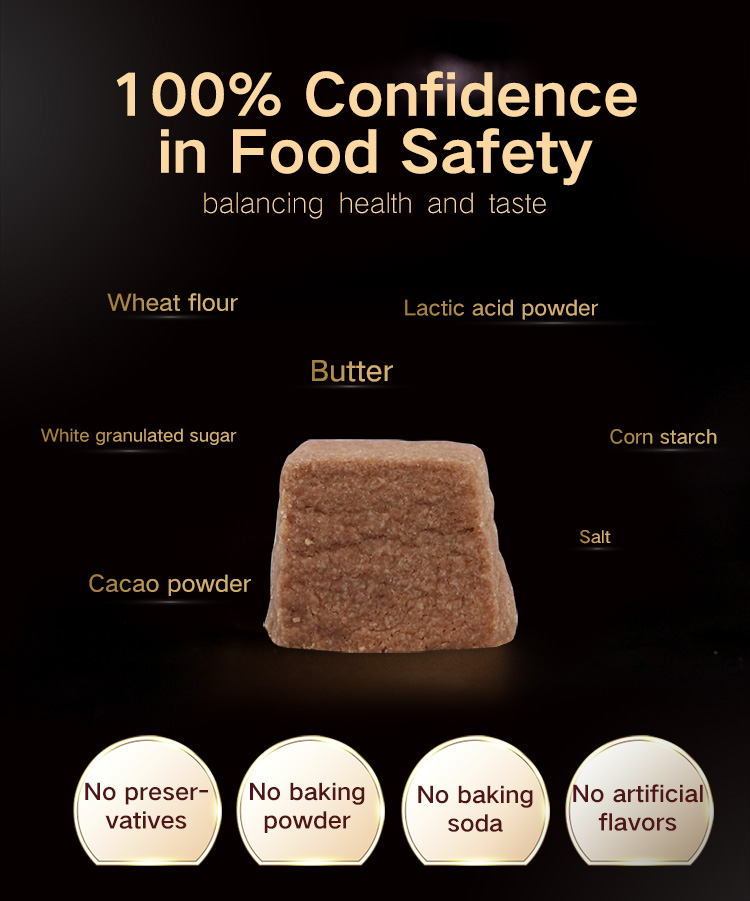 100% Confidence
in Food Safety
balancing health and taste
Wheat flour
Lactic acid powder
Butter
White granulated sugar
Corn starch
Salt
Cacao powder
No preser-
vatives
No baking
powder
No baking
soda
No artificial
flavors